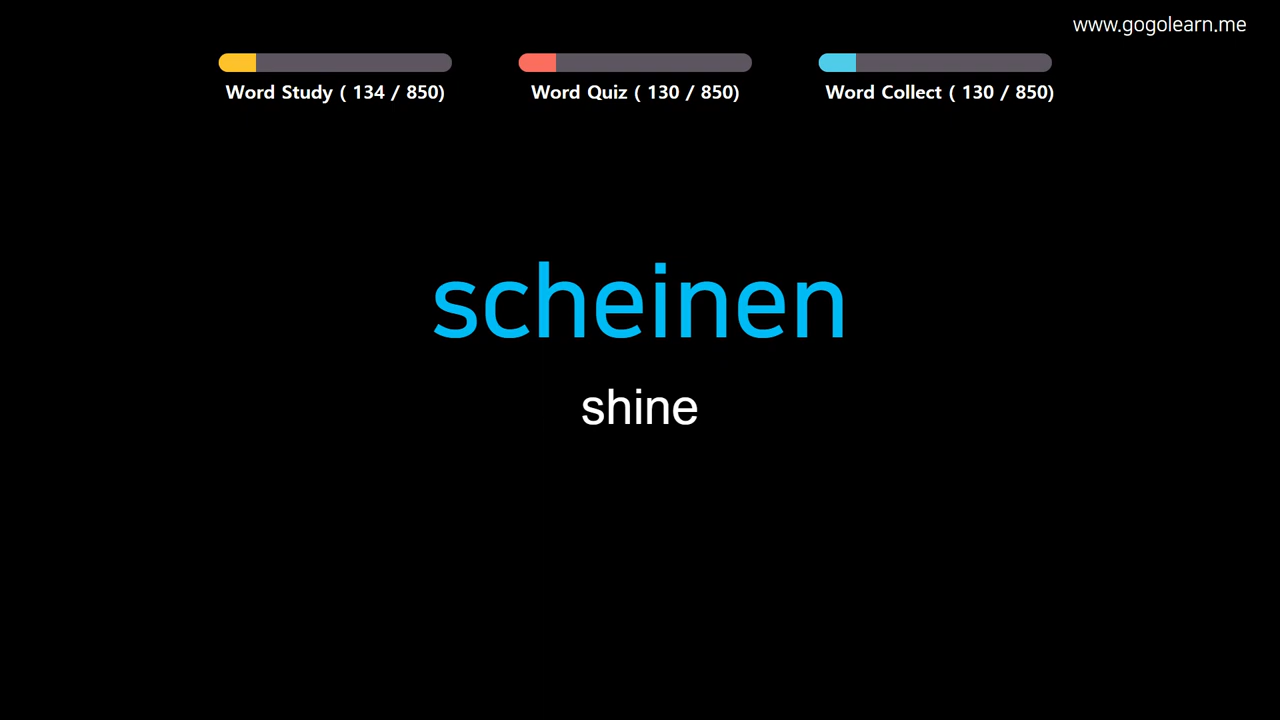 www.gogolearn.me
Word Study ( 134 / 850)
Word Quiz ( 130 / 850)
Word Collect ( 130 / 850)
scheinen
shine